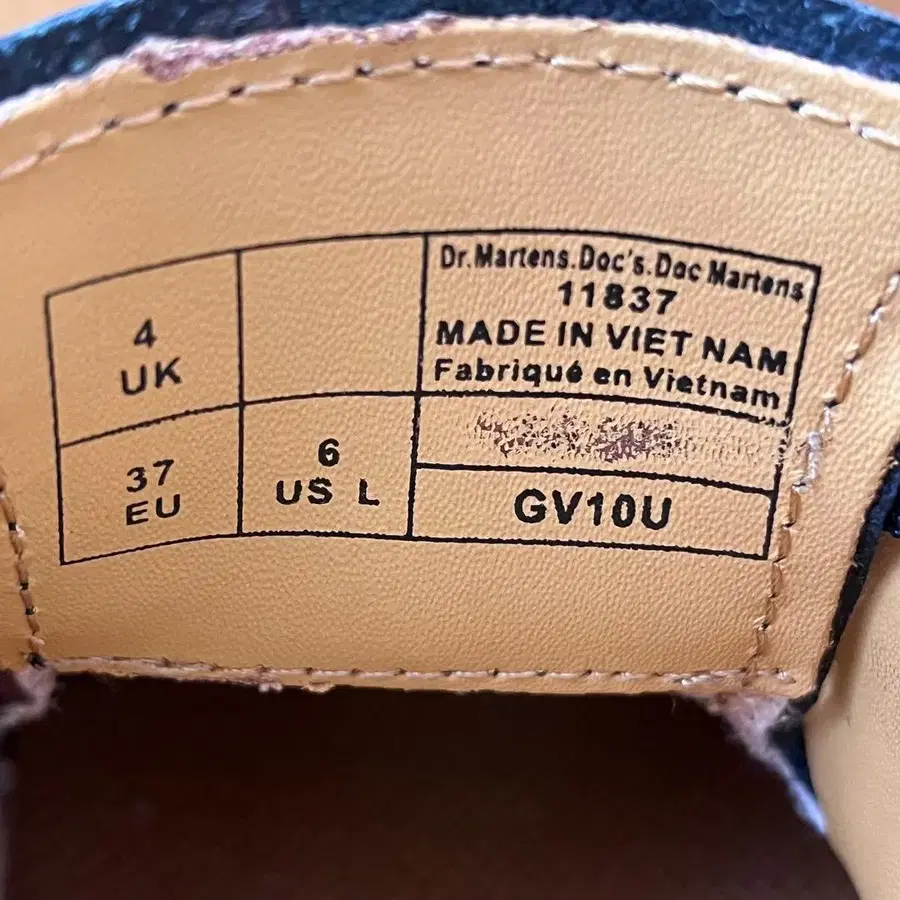 4
UK
37
EU
6
US L
Dr.Martens.Doc's.Doc Martens
11837
MADE IN VIET NAM
Fabriqué en Vietnam
GV10U